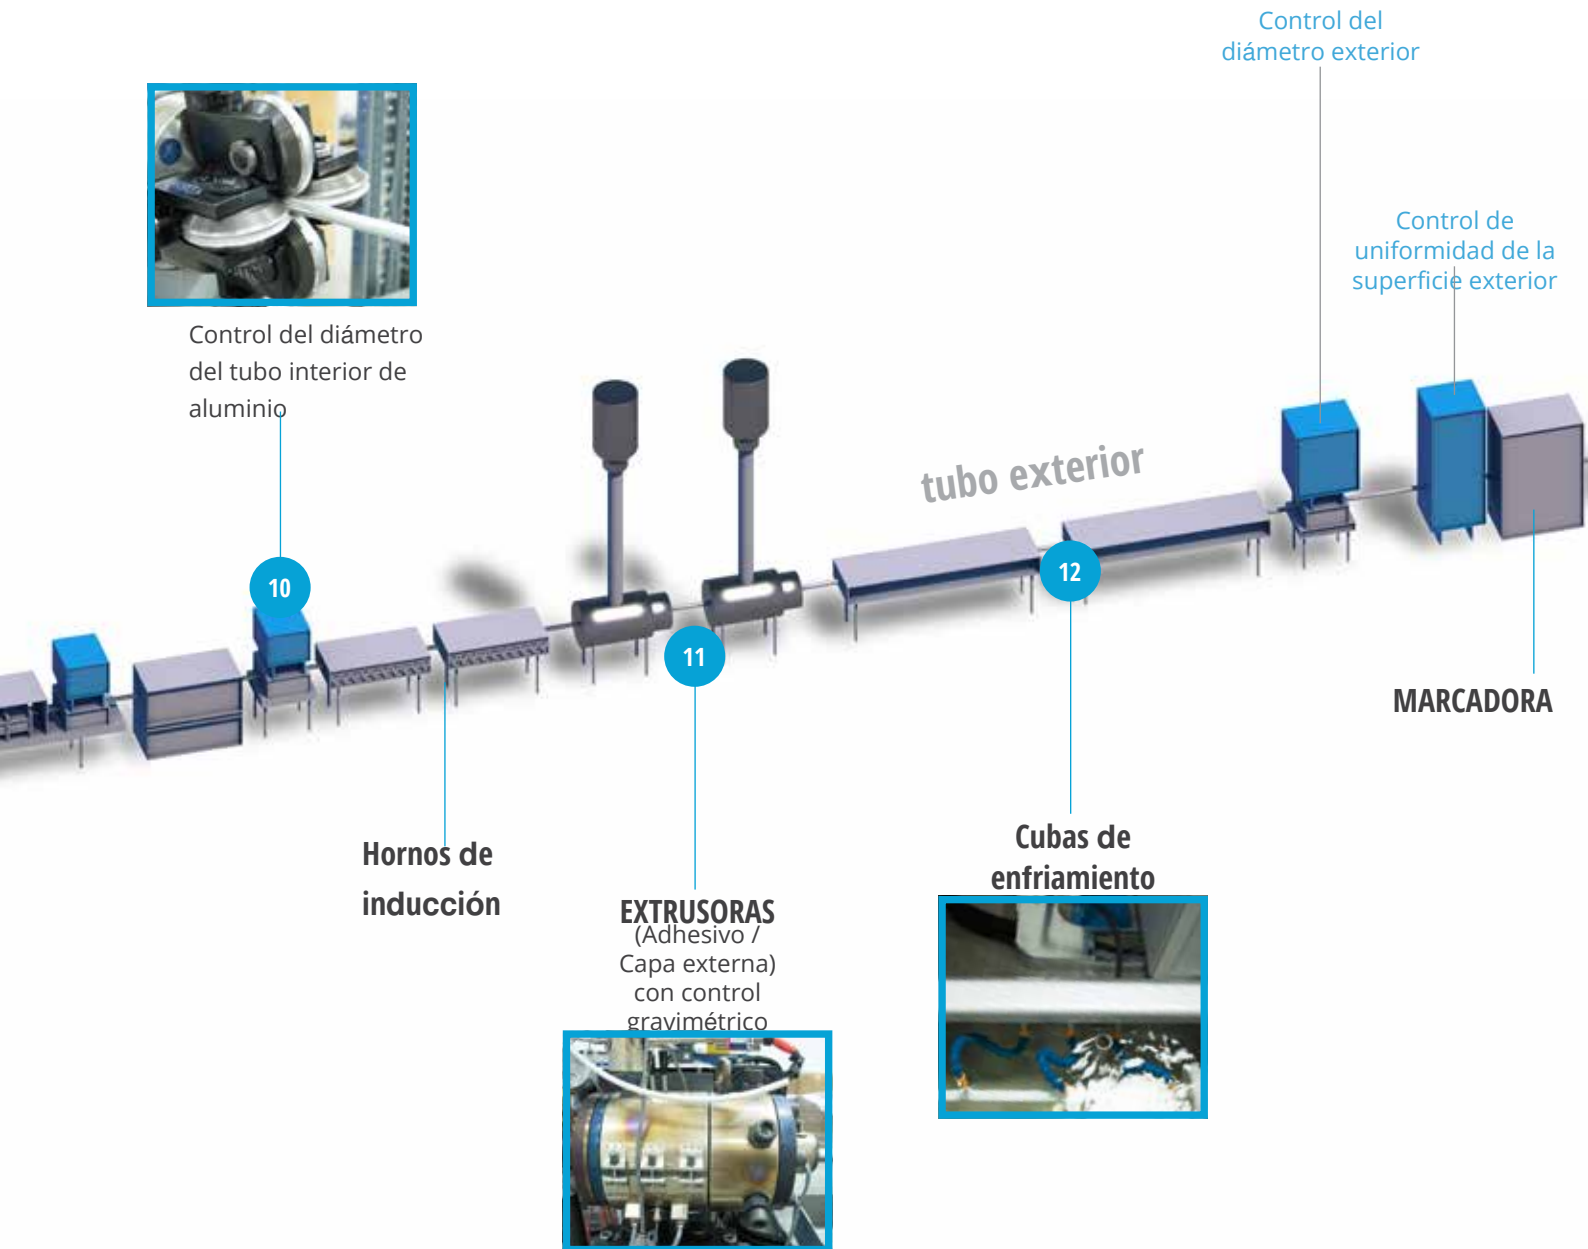 Control del
diámetro exterior
Control de
uniformidad de la
superficie exterior
Control del diámetro
del tubo interior de
aluminio
tubo exterior
10
11
12
MARCADORA
Hornos de
inducción
EXTRUSORAS
(Adhesivo /
Capa externa)
con control
gravimétrico
Cubas de
enfriamiento